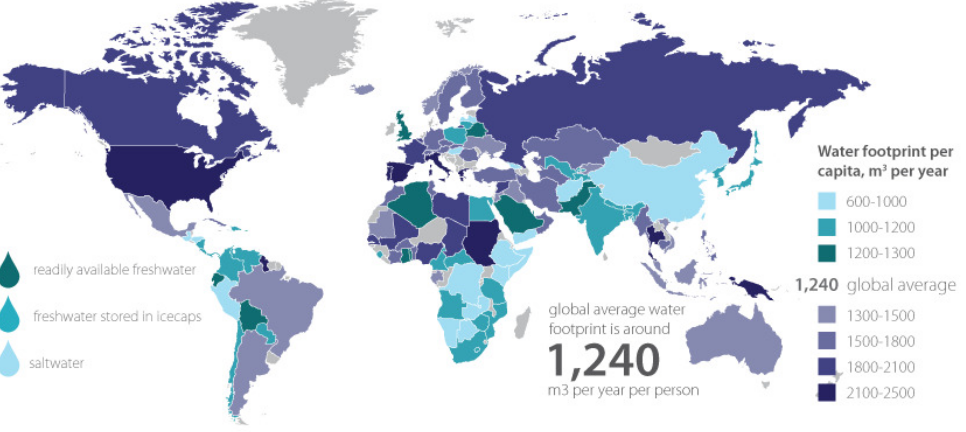 Water footprint per
capita, m³ per year
600-1000
1000-1200
1200-1300
1,240 global average
1300-1500
1500-1800
1800-2100
2100-2500
readily available freshwater
freshwater stored in icecaps
saltwater
global average water
footprint is around
1,240
m3 per year per person